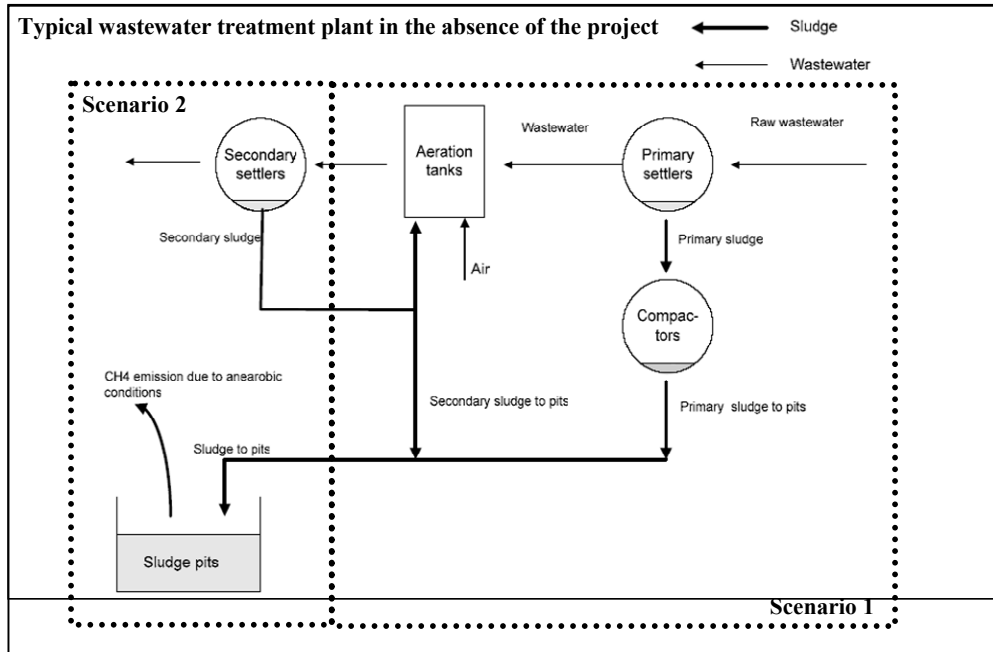 Typical wastewater treatment plant in the absence of the project
Sludge
Wastewater
Scenario 2
Secondary
settlers
Aeration
tanks
Wastewater
Primary
settlers
Raw wastewater
Secondary sludge
Air
Primary sludge
Compac-
tors
CH4 emission due to anearobic
conditions
Secondary sludge to pits
Primary sludge to pits
Sludge to pits
Sludge pits
Scenario 1